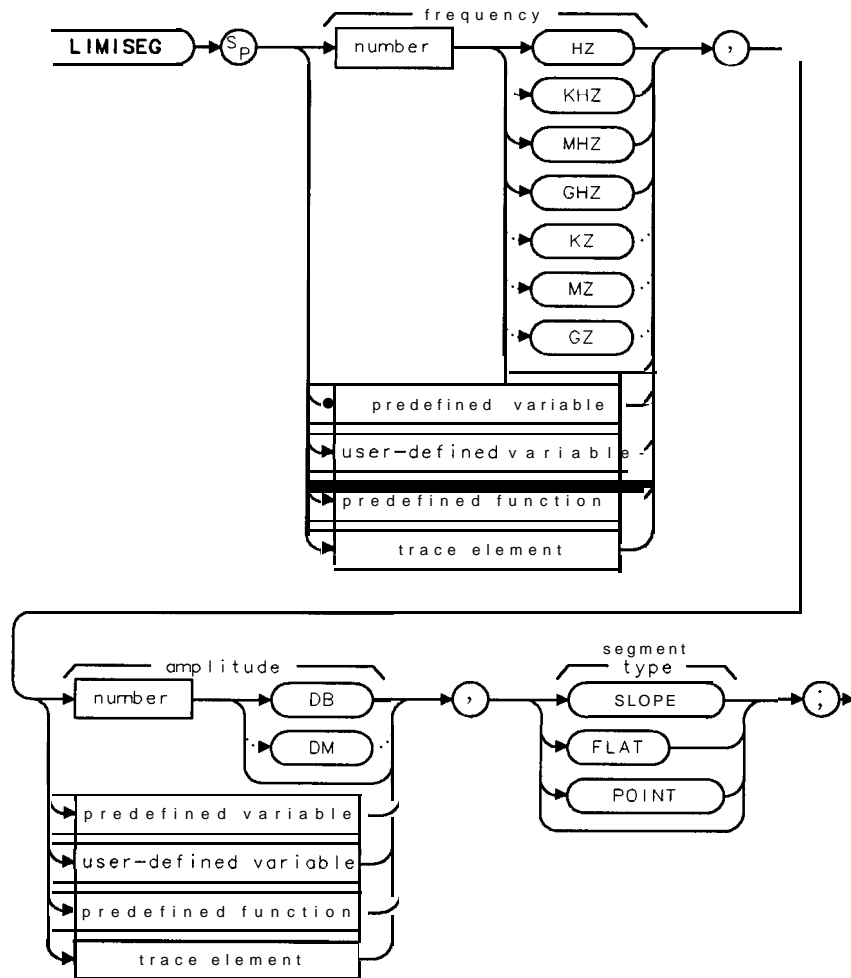 frequency
LIMISEG SP number HZ ,
KHZ
MHZ
GHZ
KZ
MZ
GZ
predefined variable
user-defined variable
predefined function
trace element
amplitude
segment
type
number DB , SLOPE ;
DM FLAT
POINT
predefined variable
user-defined variable
predefined function
trace element